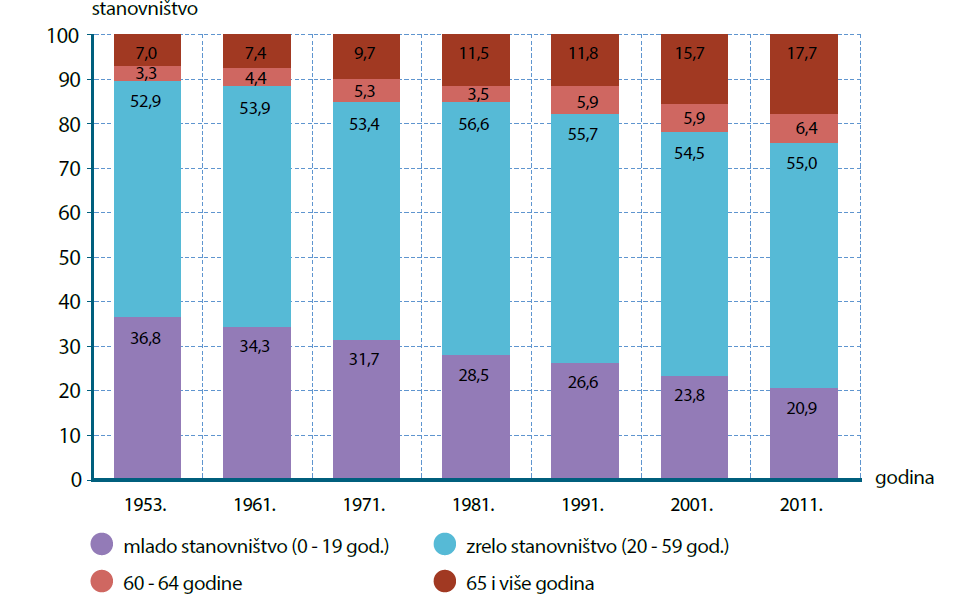 stanovništvo
100
90
80
70
60
50
40
30
20
10
0
7,0 7,4 9,7 11,5 11,8 15,7 17,7
3,3 4,4 5,3 3,5 5,9 5,9 6,4
52,9 53,9 53,4 56,6 55,7 54,5 55,0
36,8 34,3 31,7 28,5 26,6 23,8 20,9
godina
1953. 1961. 1971. 1981. 1991. 2001. 2011.
mlado stanovništvo (0 - 19 god.) zrelo stanovništvo (20 - 59 god.)
60 - 64 godine 65 i više godina